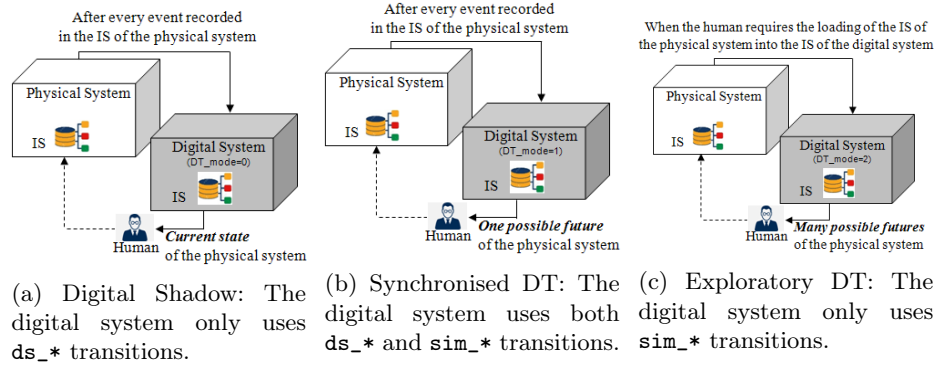 After every event recorded
in the IS of the physical system
Physical System
IS
Digital System
(DT_mode=0)
IS
Human
Current state
of the physical system
(a) Digital Shadow: The
digital system only uses
ds_* transitions.
After every event recorded
in the IS of the physical system
Physical System
IS
Digital System
(DT_mode=1)
IS
Human
One possible future
of the physical system
(b) Synchronised DT: The
digital system uses both
ds_* and sim_* transitions.
When the human requires the loading of the IS of
the physical system into the IS of the digital system
Physical System
IS
Digital System
(DT_mode=2)
IS
Human
Many possible futures
of the physical system
(c) Exploratory DT: The
digital system only uses
sim_* transitions.